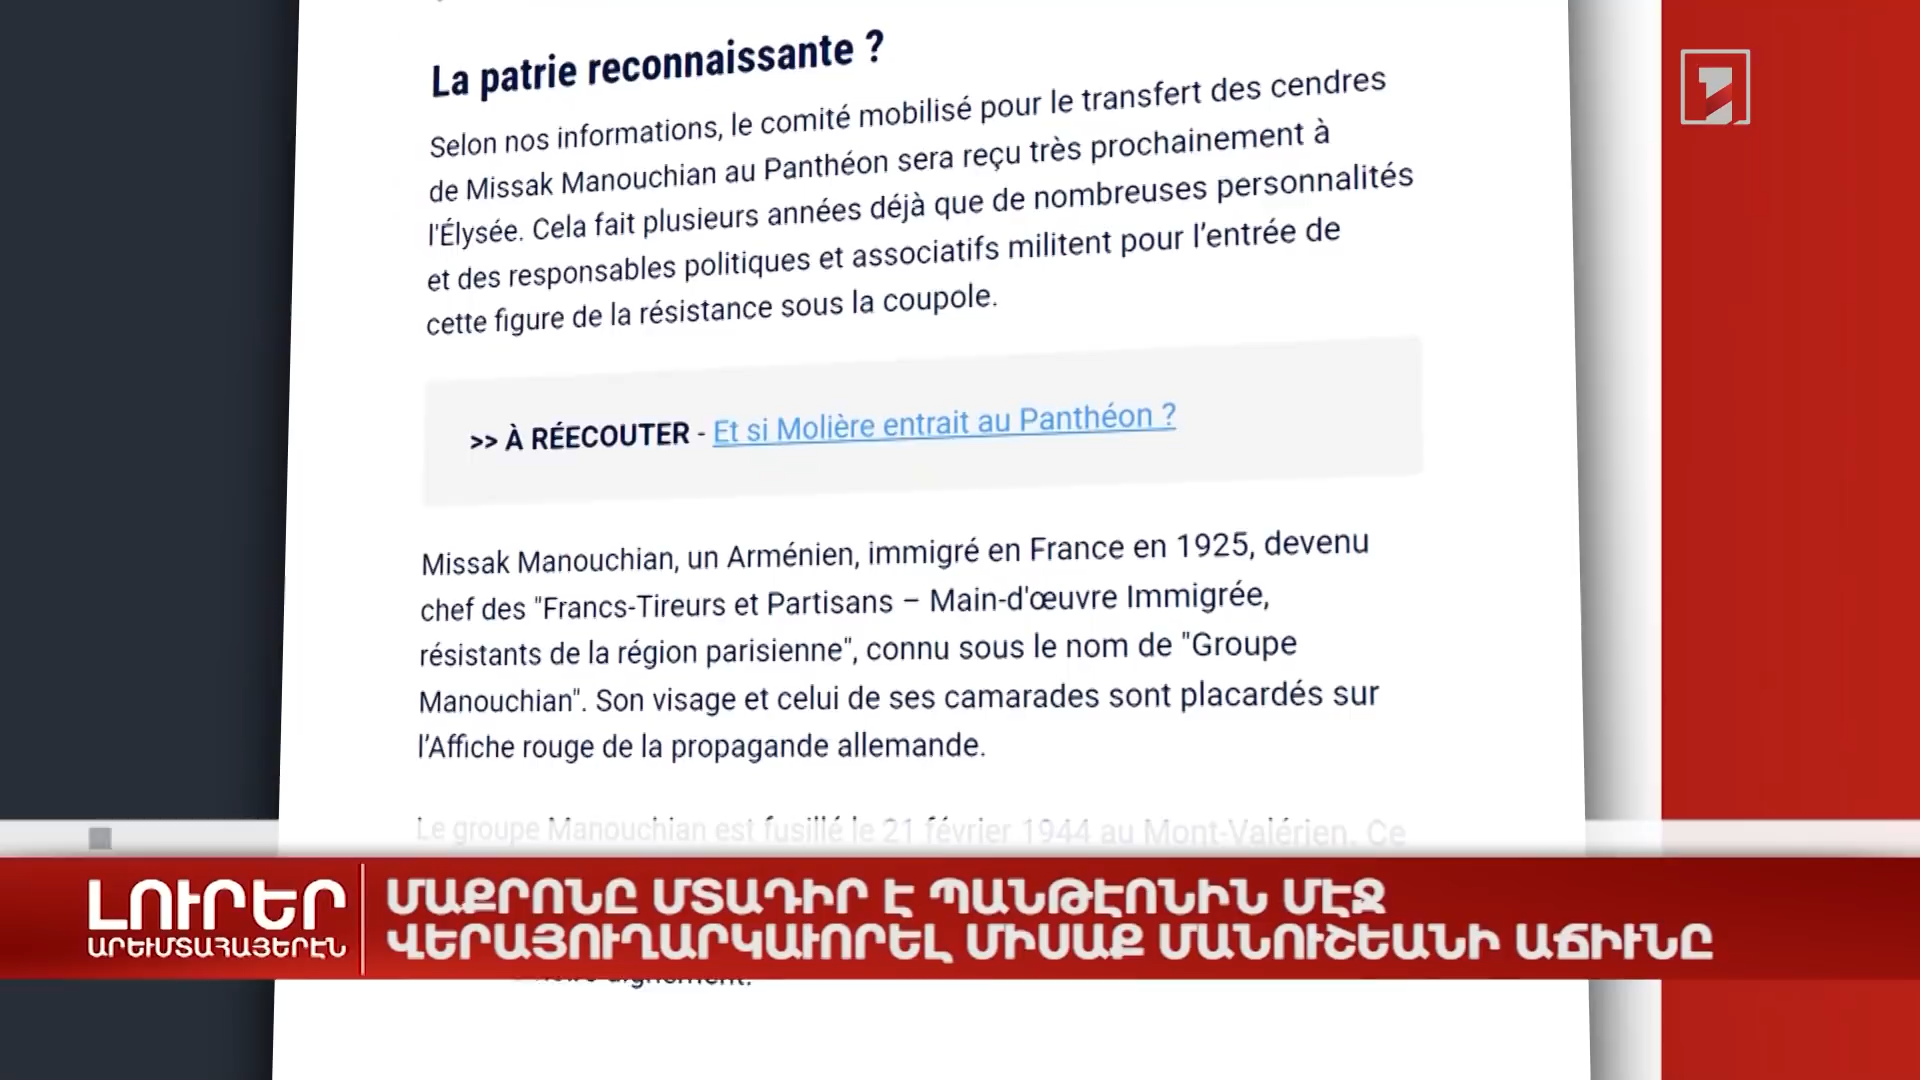 La patrie reconnaissante ?
Selon nos informations, le comité mobilisé pour le transfert des cendres
de Missak Manouchian au Panthéon sera reçu très prochainement à
l'Élysée. Cela fait plusieurs années déjà que de nombreuses personnalités
et des responsables politiques et associatifs militent pour l’entrée de
cette figure de la résistance sous la coupole.
>> À RÉECOUTER - Et si Molière entrait au Panthéon ?
Missak Manouchian, un Arménien, immigré en France en 1925, devenu
chef des "Francs-Tireurs et Partisans – Main-d'œuvre Immigrée,
résistants de la région parisienne", connu sous le nom de "Groupe
Manouchian". Son visage et celui de ses camarades sont placardés sur
l’Affiche rouge de la propagande allemande.
Le groupe Manouchian est fusillé le 21 février 1944 au Mont-Valérien. Ce
ԼՈՒՐԵՐ
ԱՐԵՒՄՏԱՀԱՅԵՐԷՆ
ՄԱՔՐՈՆԸ ՄՏԱԴԻՐ Է ՊԱՆԹԷՈՆԻՆ ՄԷՋ
ՎԵՐԱՅՈՒՂԱՐԿԱՒՈՐԵԼ ՄԻՍԱՔ ՄԱՆՈՒՇԵԱՆԻ ԱՃԻՒՆԸ